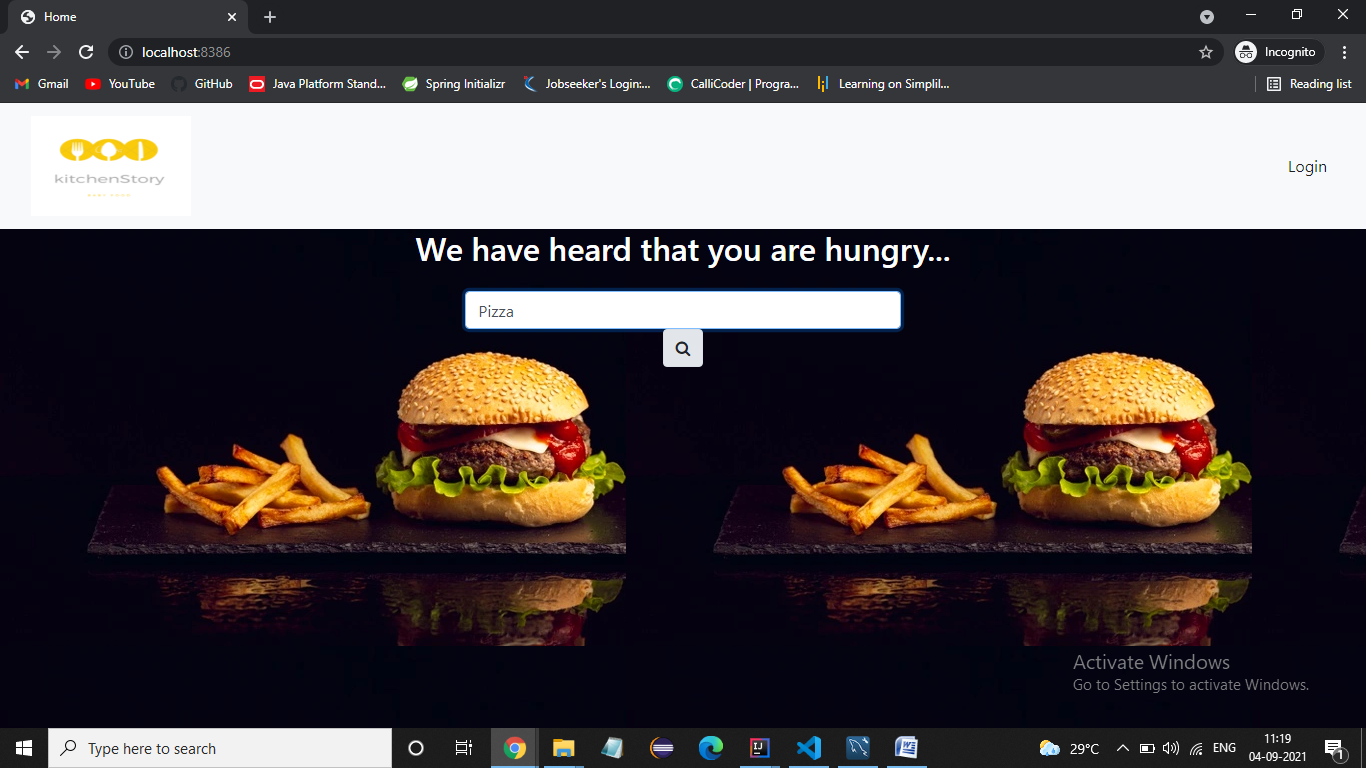 Home
localhost:8386
Incognito
Gmail
YouTube
GitHub
Java Platform Stand...
Spring Initializr
Jobseeker's Login:...
CalliCoder | Progra...
Learning on Simplil...
Reading list
kitchenStory
Login
We have heard that you are hungry...
Pizza
Activate Windows
Go to Settings to activate Windows.
Type here to search
29°C
ENG
11:19
04-09-2021
1